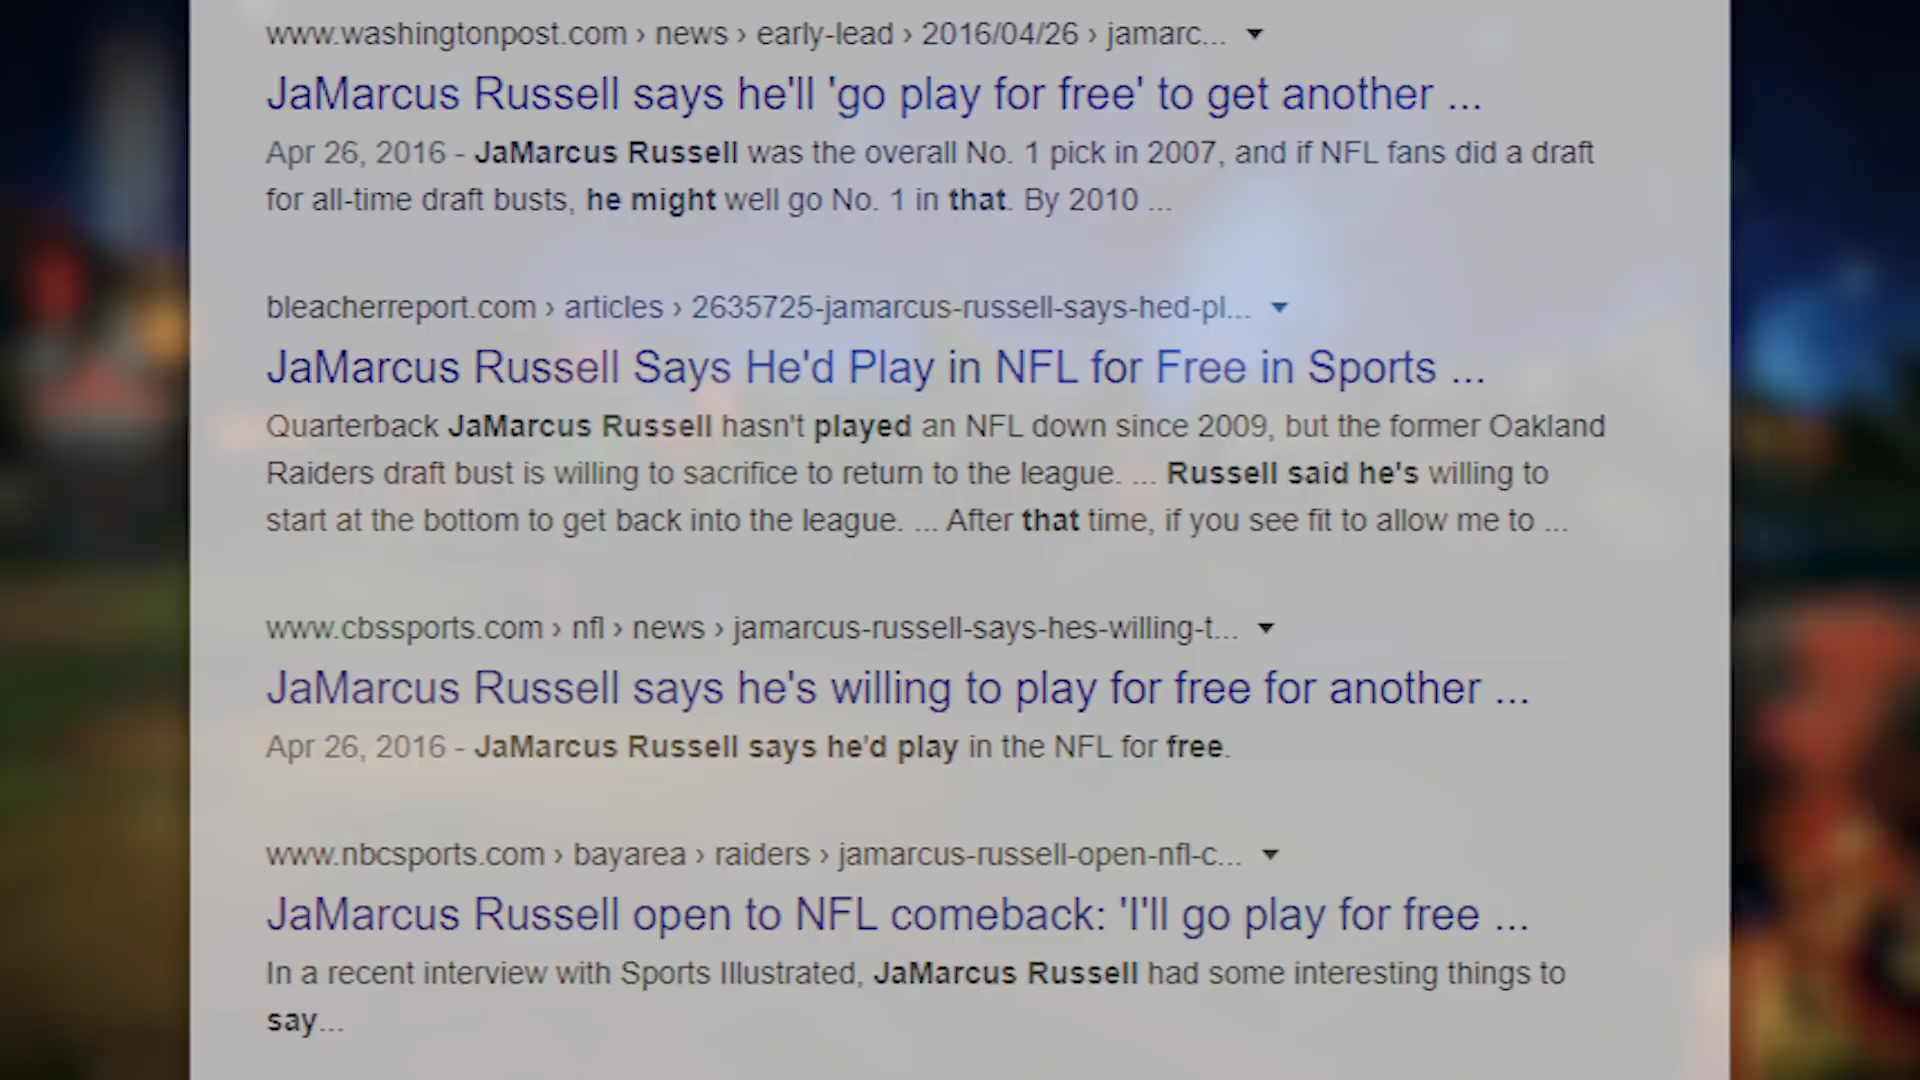 www.washingtonpost.com › news › early-lead › 2016/04/26 › jamarc...
JaMarcus Russell says he'll 'go play for free' to get another ...
Apr 26, 2016 - JaMarcus Russell was the overall No. 1 pick in 2007, and if NFL fans did a draft
for all-time draft busts, he might well go No. 1 in that. By 2010 ...
bleacherreport.com › articles › 2635725-jamarcus-russell-says-hed-pl...
JaMarcus Russell Says He'd Play in NFL for Free in Sports ...
Quarterback JaMarcus Russell hasn't played an NFL down since 2009, but the former Oakland
Raiders draft bust is willing to sacrifice to return to the league. ... Russell said he's willing to
start at the bottom to get back into the league. ... After that time, if you see fit to allow me to ...
www.cbssports.com › nfl › news › jamarcus-russell-says-hes-willing-t...
JaMarcus Russell says he's willing to play for free for another ...
Apr 26, 2016 - JaMarcus Russell says he'd play in the NFL for free.
www.nbcsports.com › bayarea › raiders › jamarcus-russell-open-nfl-c...
JaMarcus Russell open to NFL comeback: 'I'll go play for free ...
In a recent interview with Sports Illustrated, JaMarcus Russell had some interesting things to
say...